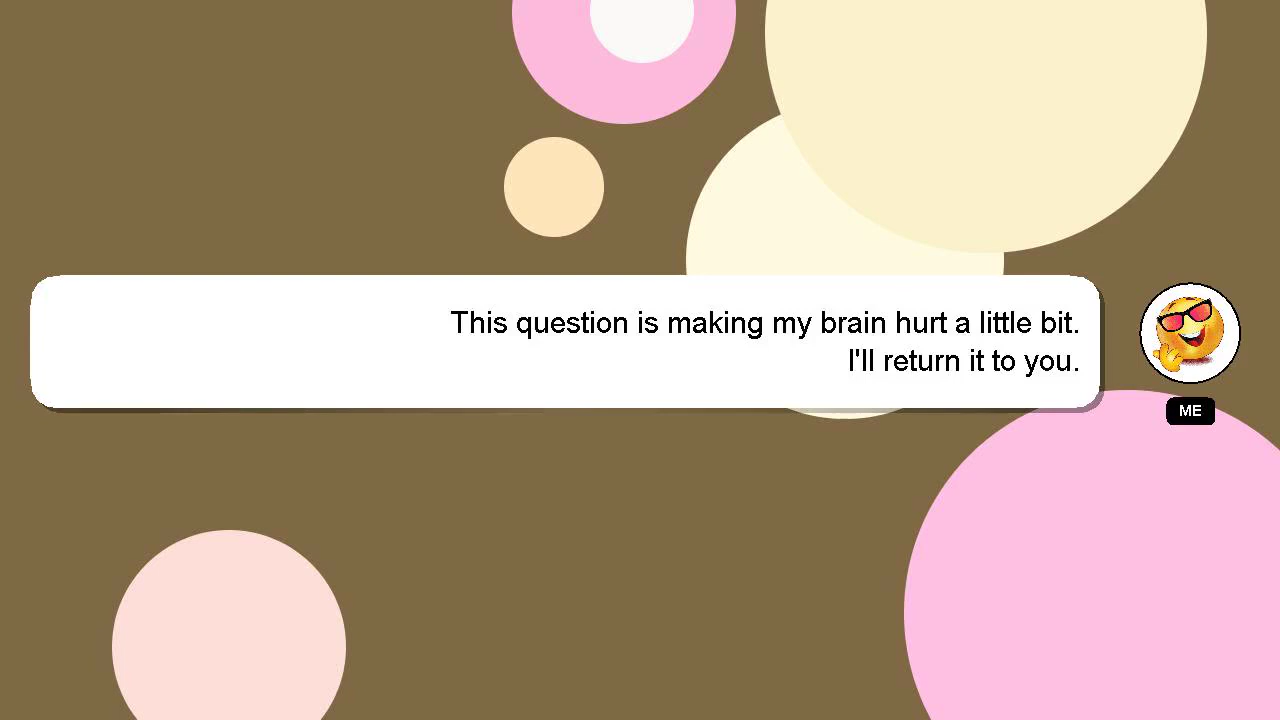 This question is making my brain hurt a little bit.
I'll return it to you.
ME